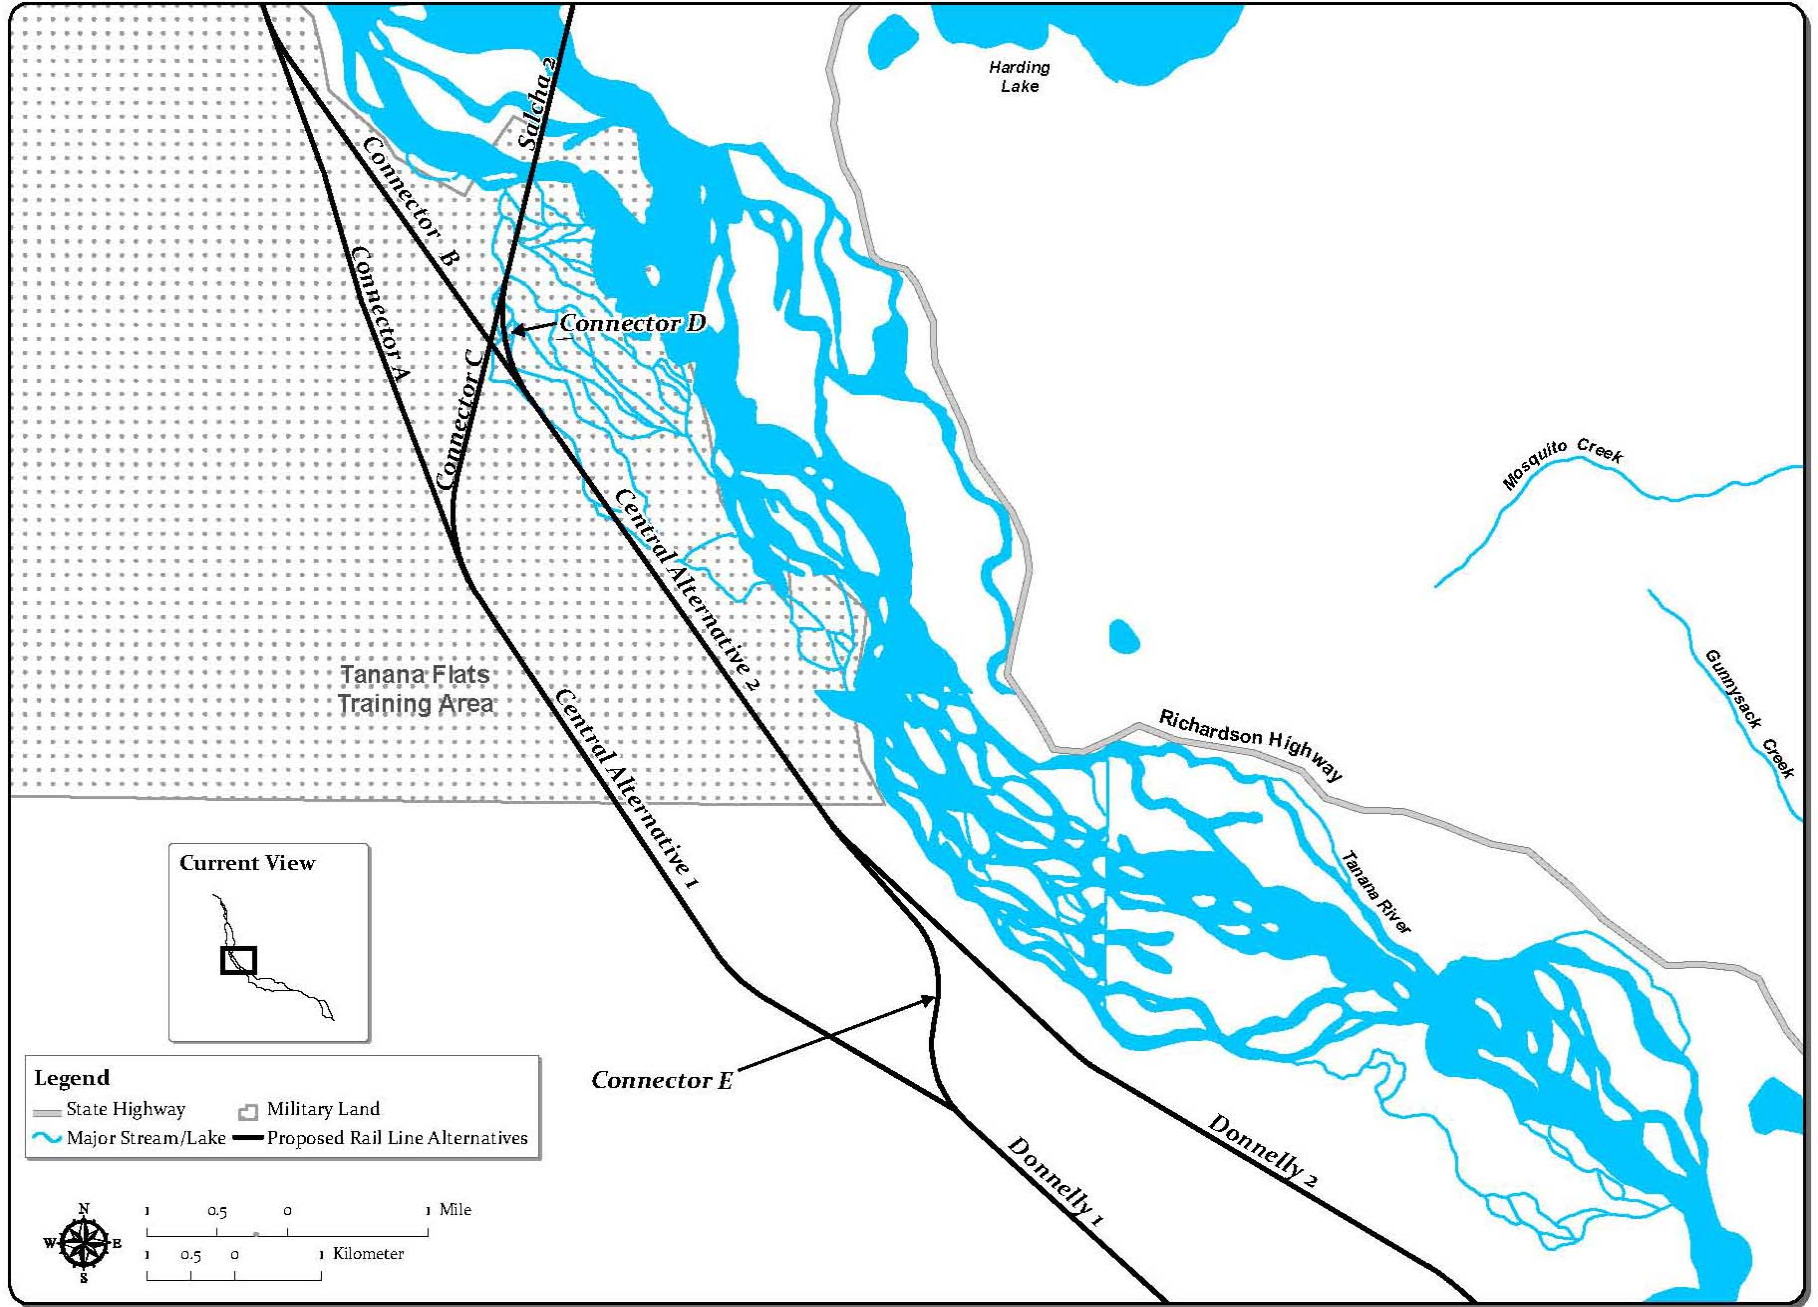 Harding
Lake
Salcha 2
Connector B
Connector A
Connector D
Connector C
Mosquito Creek
Central Alternative 2
Gunnysack Creek
Tanana Flats
Training Area
Richardson Highway
Central Alternative 1
Tanana River
Current View
Connector E
Donnelly 2
Donnelly 1
Legend
State Highway
Military Land
Major Stream/Lake
Proposed Rail Line Alternatives
N
W E
S
1 0.5 0 1 Mile
1 0.5 0 1 Kilometer